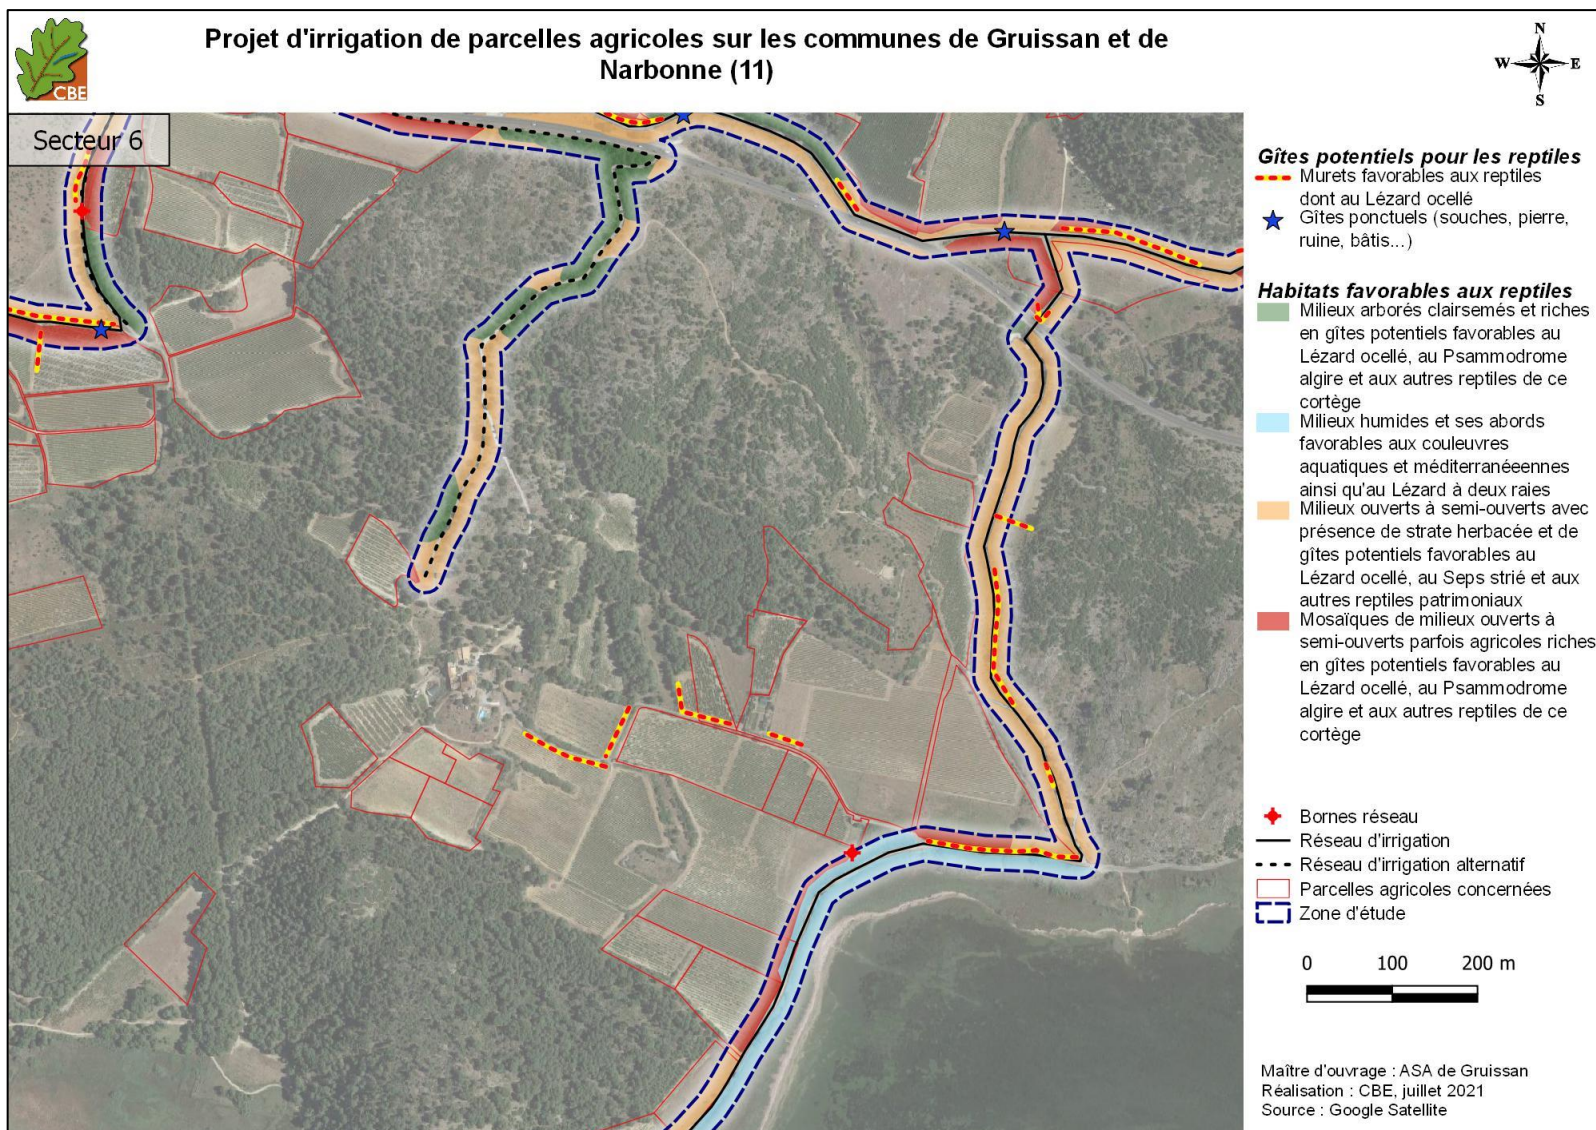 Projet d'irrigation de parcelles agricoles sur les communes de Gruissan et de
Narbonne (11)
CBE
N
W E
S
Secteur 6
Gîtes potentiels pour les reptiles
Murets favorables aux reptiles
dont au Lézard ocellé
Gîtes ponctuels (souches, pierre,
ruine, bâtis...)
Habitats favorables aux reptiles
Milieux arborés clairsemés et riches
en gîtes potentiels favorables au
Lézard ocellé, au Psammodrome
algire et aux autres reptiles de ce
cortège
Milieux humides et ses abords
favorables aux couleuvres
aquatiques et méditerranéeennes
ainsi qu'au Lézard à deux raies
Milieux ouverts à semi-ouverts avec
présence de strate herbacée et de
gîtes potentiels favorables au
Lézard ocellé, au Seps strié et aux
autres reptiles patrimoniaux
Mosaïques de milieux ouverts à
semi-ouverts parfois agricoles riches
en gîtes potentiels favorables au
Lézard ocellé, au Psammodrome
algire et aux autres reptiles de ce
cortège
Bornes réseau
Réseau d'irrigation
Réseau d'irrigation alternatif
Parcelles agricoles concernées
Zone d'étude
0 100 200 m
Maître d'ouvrage : ASA de Gruissan
Réalisation : CBE, juillet 2021
Source : Google Satellite